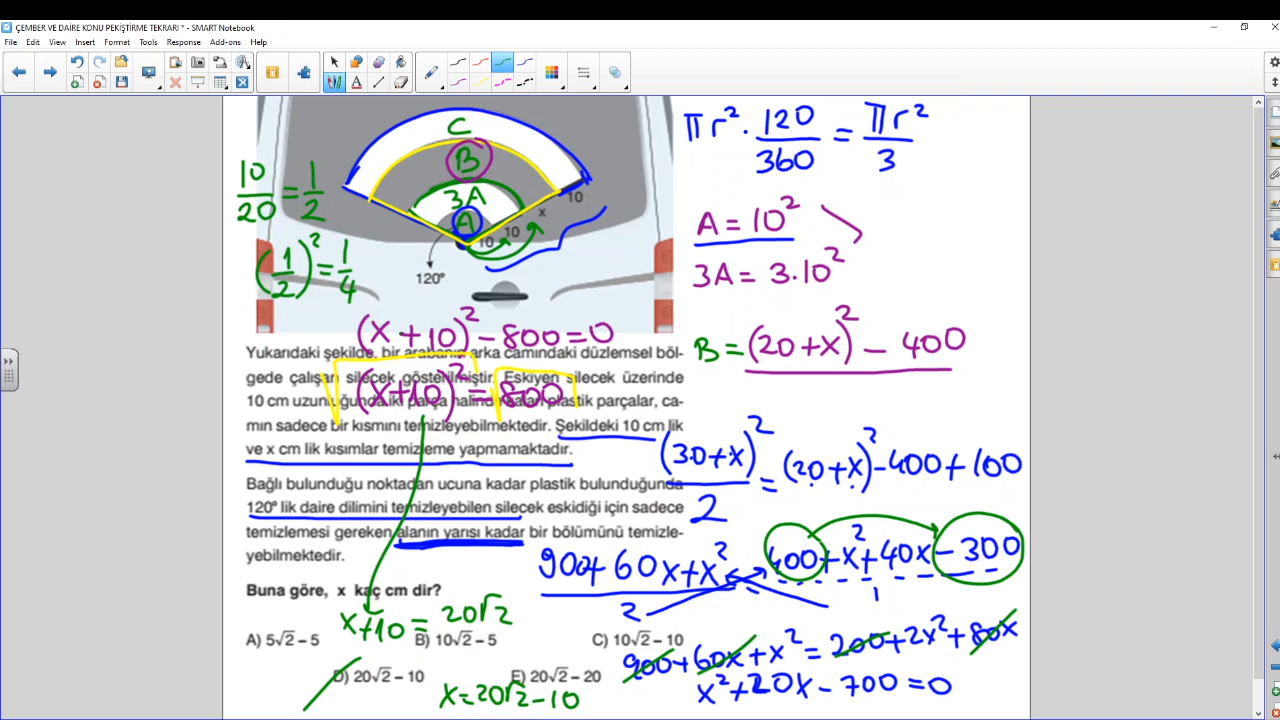 ÇEMBER VE DAİRE KONU PEKİŞTİRME TEKRARI * - SMART Notebook
File Edit View Insert Format Tools Response Add-ons Help
C
B
3A
A
10
x
10
10
120°
10/20 = 1/2
(1/2)² = 1/4
πr² · 120/360 = πr²/3
A = 10²
3A = 3·10²
B = (20+x)² − 400
(x+10)² − 800 = 0
(x+10)² = 800
Yukarıdaki şekilde, bir arabanın arka camındaki düzlemsel böl-
gede çalışan silecek gösterilmiştir. Eskiyen silecek üzerinde
10 cm uzunluğunda iki parça halinde kalan plastik parçalar, ca-
mın sadece bir kısmını temizleyebilmektedir. Şekildeki 10 cm lik
ve x cm lik kısımlar temizleme yapmamaktadır.
Bağlı bulunduğu noktadan ucuna kadar plastik bulunduğunda
120° lik daire dilimini temizleyebilen silecek eskidiği için sadece
temizlemesi gereken alanın yarısı kadar bir bölümünü temizle-
yebilmektedir.
Buna göre, x kaç cm dir?
A) 5√2 – 5 B) 10√2 – 5 C) 10√2 – 10
D) 20√2 – 10 E) 20√2 – 20
(30+x)²/2 = (20+x)² - 400 + 100
900+60x+x²/2
400+x²+40x − 300
1
900+60x+x² = 200+2x²+80x
x²+20x − 700 = 0
x+10 = 20√2
x=20√2−10